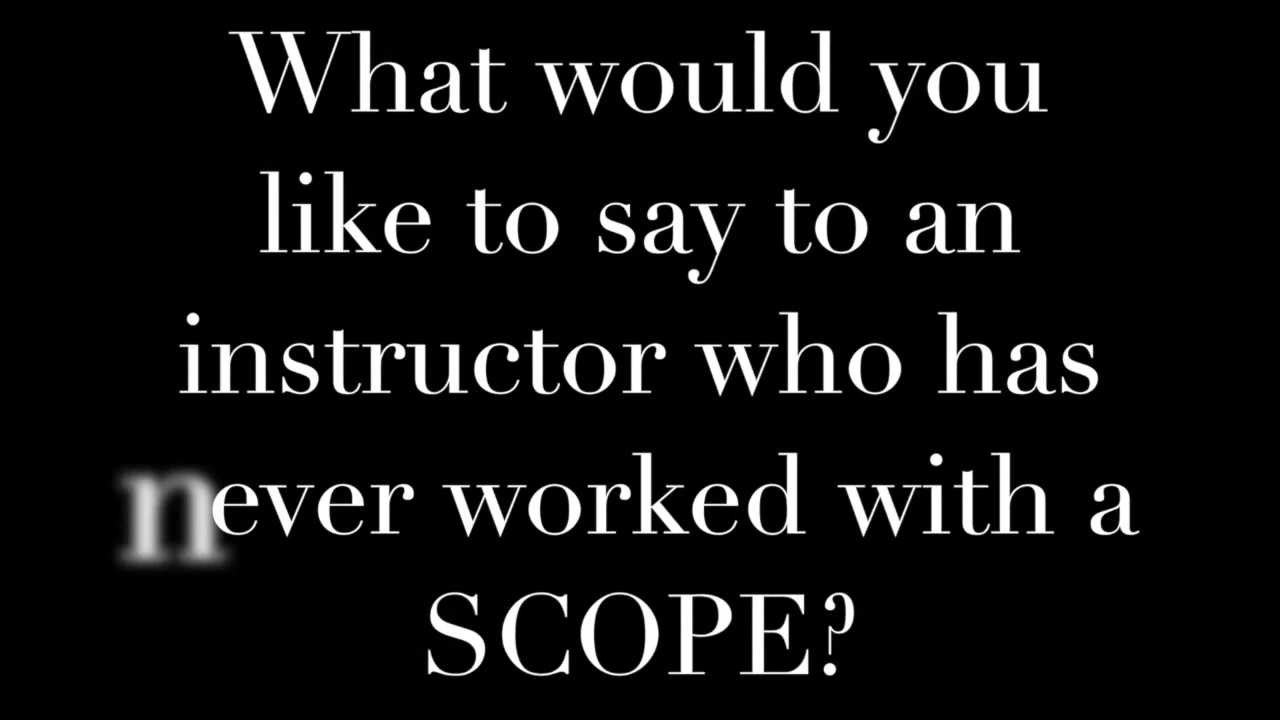 What would you
like to say to an
instructor who has
never worked with a
SCOPE?